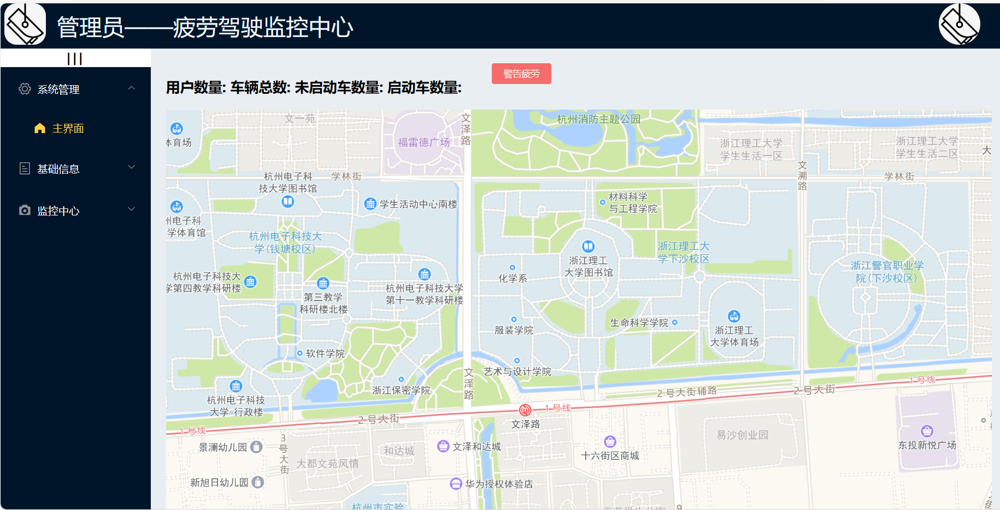 管理员——疲劳驾驶监控中心
|||
系统管理
主界面
基础信息
监控中心
警告疲劳
用户数量: 车辆总数: 未启动车数量: 启动车数量:
文一苑
福雷德广场
文泽路
杭州消防主题公园
浙江理工大学
学生生活一区
浙江理工大学
学生生活二区
大
体育场
学林街
文溯路
学林街
杭州电子科
技大学图书馆
学生活动中心南楼
材料科学
与工程学院
州电子科
学体育馆
杭州电子科技大
学(钱塘校区)
浙江理工大
学下沙校区
浙江理工
大学图书馆
浙江警官职业学
院(下沙校区)
杭州电子科技大
学第四教学科研楼
第三教学
科研楼北楼
杭州电子科技大学
第十一教学科研楼
化学系
服装学院
生命科学学院
浙江理工
大学体育场
软件学院
艺术与设计学院
文泽路
浙江保密学院
杭州电子科技
大学-行政楼
2号大街辅路
2号大街
1号线
1号线
2号大街
1号线
文泽路
景澜幼儿园
3号大街
和达城
文泽和达城
大都文苑风情
十六街区商城
易沙创业园
东投新悦广场
新旭日幼儿园
华为授权体验店
杭州市实验